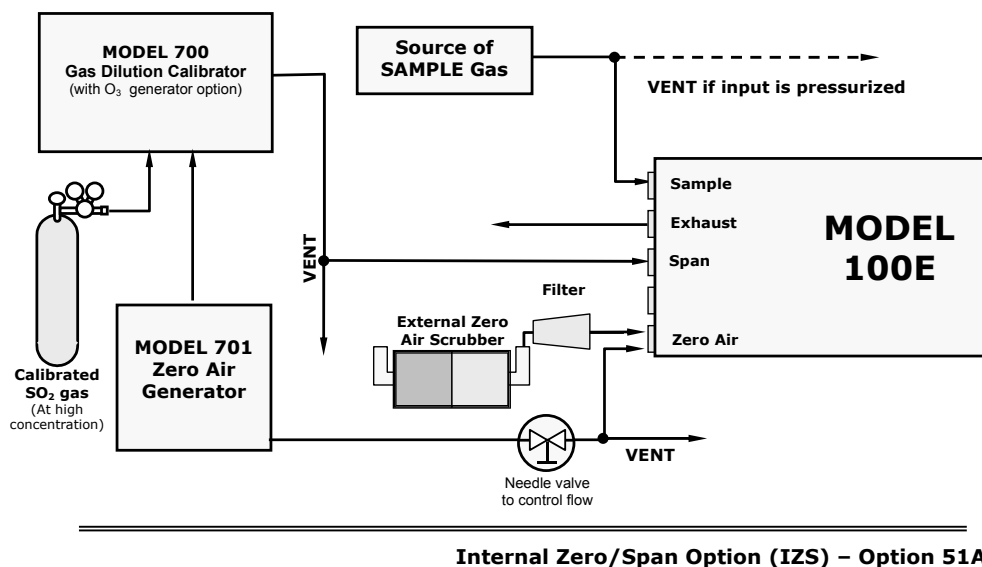 MODEL 700
Gas Dilution Calibrator
(with O₃ generator option)
Source of
SAMPLE Gas
VENT if input is pressurized
Sample
Exhaust
Span
Zero Air
MODEL
100E
VENT
Filter
External Zero
Air Scrubber
MODEL 701
Zero Air
Generator
Calibrated
SO₂ gas
(At high
concentration)
VENT
Needle valve
to control flow
Internal Zero/Span Option (IZS) – Option 51A